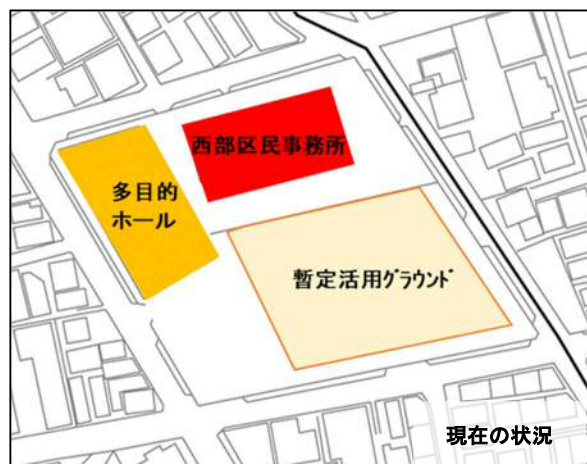 西部区民事務所
多目的
ホール
暫定活用グラウンド
現在の状況